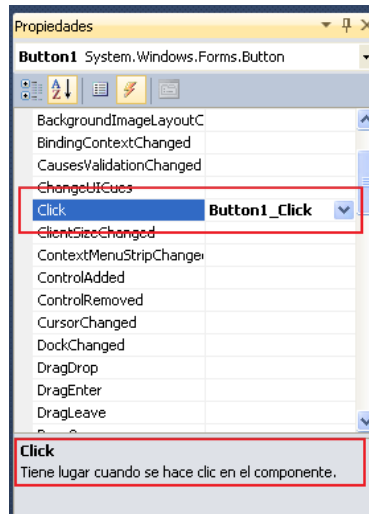 Propiedades
Button1 System.Windows.Forms.Button
BackgroundImageLayoutC
BindingContextChanged
CausesValidationChanged
ChangeUICues
Click Button1_Click
ClientSizeChanged
ContextMenuStripChange
ControlAdded
ControlRemoved
CursorChanged
DockChanged
DragDrop
DragEnter
DragLeave
Click
Tiene lugar cuando se hace clic en el componente.